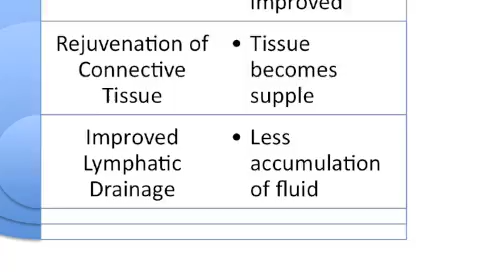 improved
Rejuvenation of
Connective
Tissue
• Tissue
becomes
supple
Improved
Lymphatic
Drainage
• Less
accumulation
of fluid